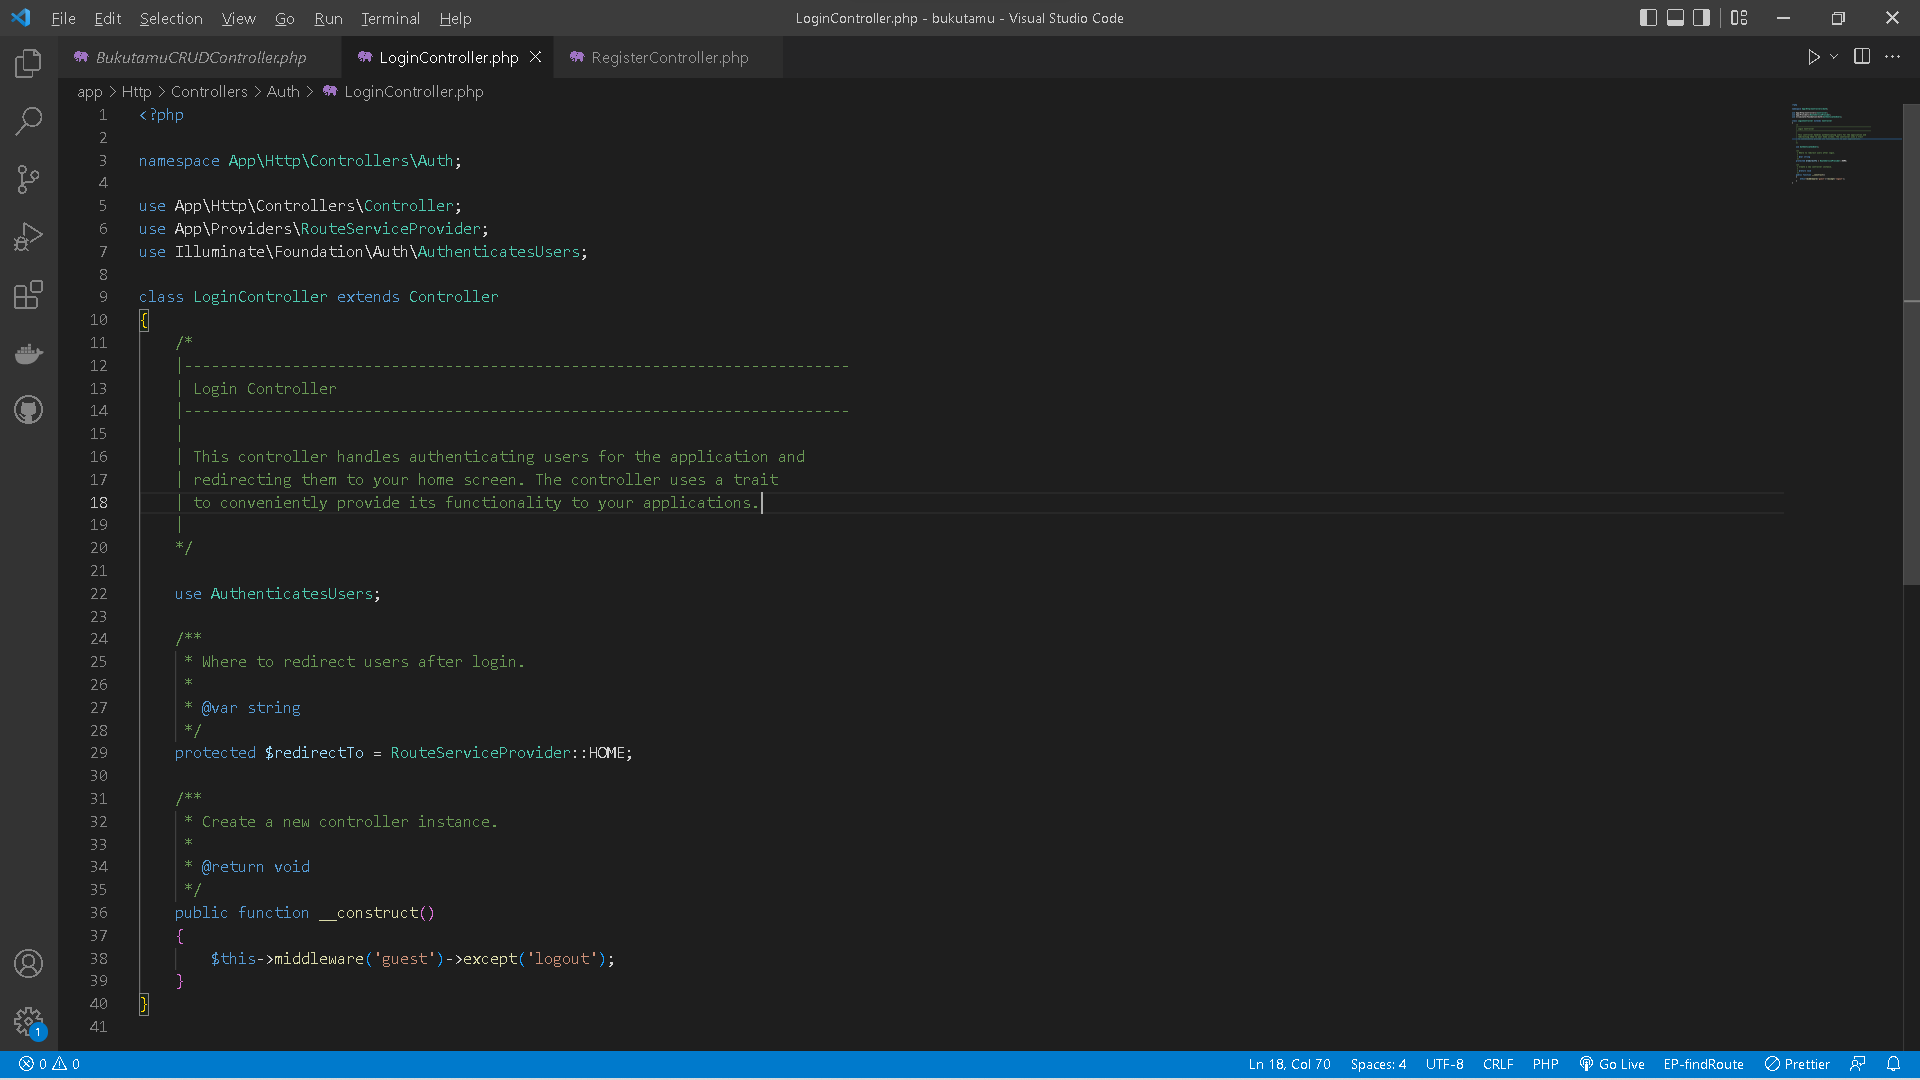 File Edit Selection View Go Run Terminal Help
LoginController.php - bukutamu - Visual Studio Code
BukutamuCRUDController.php
LoginController.php
RegisterController.php
app > Http > Controllers > Auth > LoginController.php
1 <?php
2
3 namespace App\Http\Controllers\Auth;
4
5 use App\Http\Controllers\Controller;
6 use App\Providers\RouteServiceProvider;
7 use Illuminate\Foundation\Auth\AuthenticatesUsers;
8
9 class LoginController extends Controller
10 {
11     /*
12     |--------------------------------------------------------------------------
13     | Login Controller
14     |--------------------------------------------------------------------------
15     |
16     | This controller handles authenticating users for the application and
17     | redirecting them to your home screen. The controller uses a trait
18     | to conveniently provide its functionality to your applications.
19     |
20     */
21
22     use AuthenticatesUsers;
23
24     /**
25      * Where to redirect users after login.
26      *
27      * @var string
28      */
29     protected $redirectTo = RouteServiceProvider::HOME;
30
31     /**
32      * Create a new controller instance.
33      *
34      * @return void
35      */
36     public function __construct()
37     {
38         $this->middleware('guest')->except('logout');
39     }
40 }
41
1
0 0
Ln 18, Col 70
Spaces: 4
UTF-8
CRLF
PHP
Go Live
EP-findRoute
Prettier